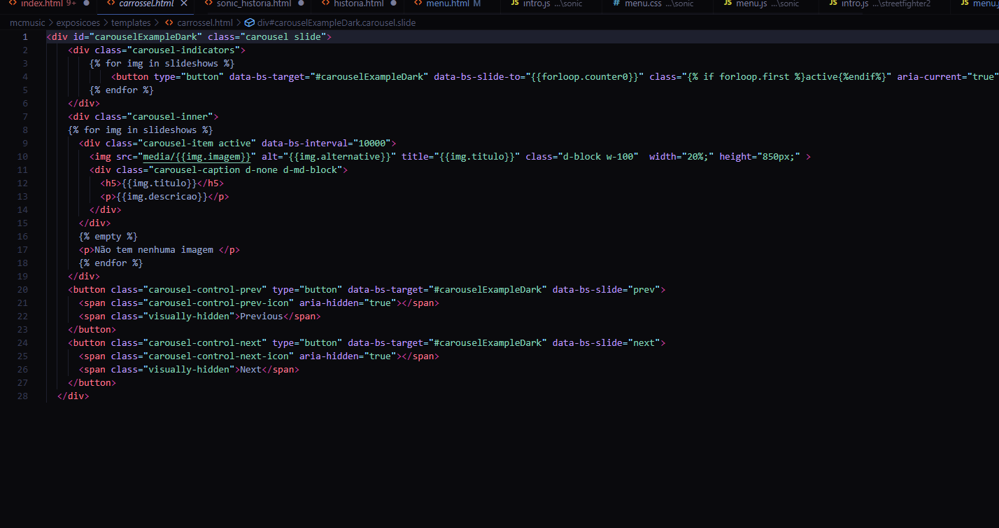 index.html 9+ carrossel.html sonic_historia.html historia.html menu.html M JS intro.js ...\sonic # menu.css ...\sonic JS menu.js ...\sonic JS intro.js ...\streetfighter2 JS menu.j
mcmusic > exposicoes > templates > carrossel.html > div#carouselExampleDark.carousel.slide
1 <div id="carouselExampleDark" class="carousel slide">
2 <div class="carousel-indicators">
3 {% for img in slideshows %}
4 <button type="button" data-bs-target="#carouselExampleDark" data-bs-slide-to="{{forloop.counter0}}" class="{% if forloop.first %}active{%endif%}" aria-current="true"
5 {% endfor %}
6 </div>
7 <div class="carousel-inner">
8 {% for img in slideshows %}
9 <div class="carousel-item active" data-bs-interval="10000">
10 <img src="media/{{img.imagem}}" alt="{{img.alternative}}" title="{{img.titulo}}" class="d-block w-100"  width="20%;" height="850px;" >
11 <div class="carousel-caption d-none d-md-block">
12 <h5>{{img.titulo}}</h5>
13 <p>{{img.descricao}}</p>
14 </div>
15 </div>
16 {% empty %}
17 <p>Não tem nenhuma imagem </p>
18 {% endfor %}
19 </div>
20 <button class="carousel-control-prev" type="button" data-bs-target="#carouselExampleDark" data-bs-slide="prev">
21 <span class="carousel-control-prev-icon" aria-hidden="true"></span>
22 <span class="visually-hidden">Previous</span>
23 </button>
24 <button class="carousel-control-next" type="button" data-bs-target="#carouselExampleDark" data-bs-slide="next">
25 <span class="carousel-control-next-icon" aria-hidden="true"></span>
26 <span class="visually-hidden">Next</span>
27 </button>
28 </div>